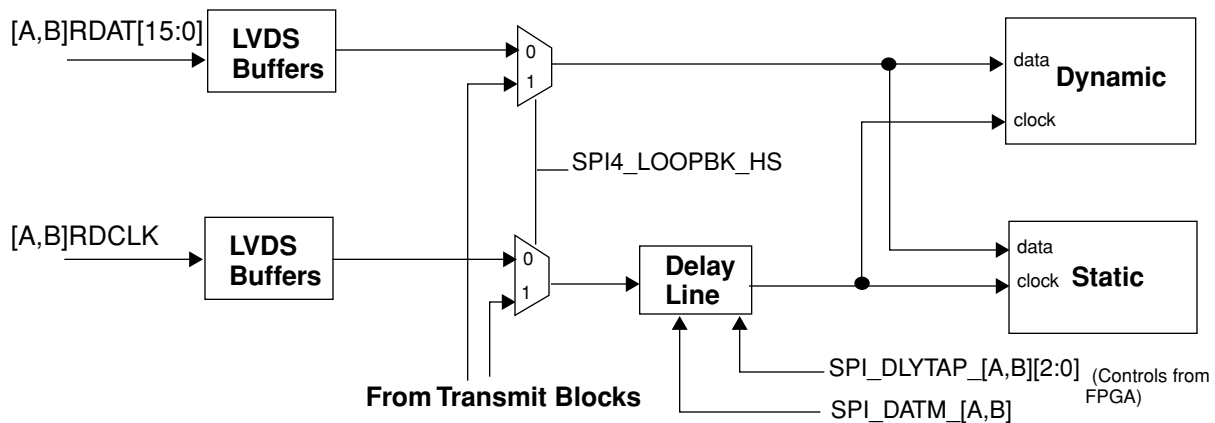 [A,B]RDAT[15:0]
LVDS
Buffers
0
1
data
Dynamic
clock
SPI4_LOOPBK_HS
[A,B]RDCLK
LVDS
Buffers
0
1
Delay
Line
data
clock
Static
From Transmit Blocks
SPI_DLYTAP_[A,B][2:0] (Controls from
FPGA)
SPI_DATM_[A,B]